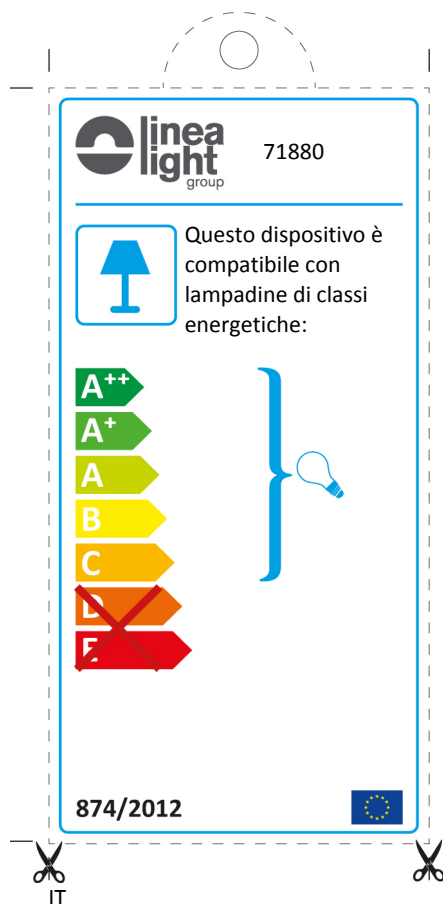 linea
light
group
71880
Questo dispositivo è
compatibile con
lampadine di classi
energetiche:
A++
A+
A
B
C
D
E
874/2012
IT